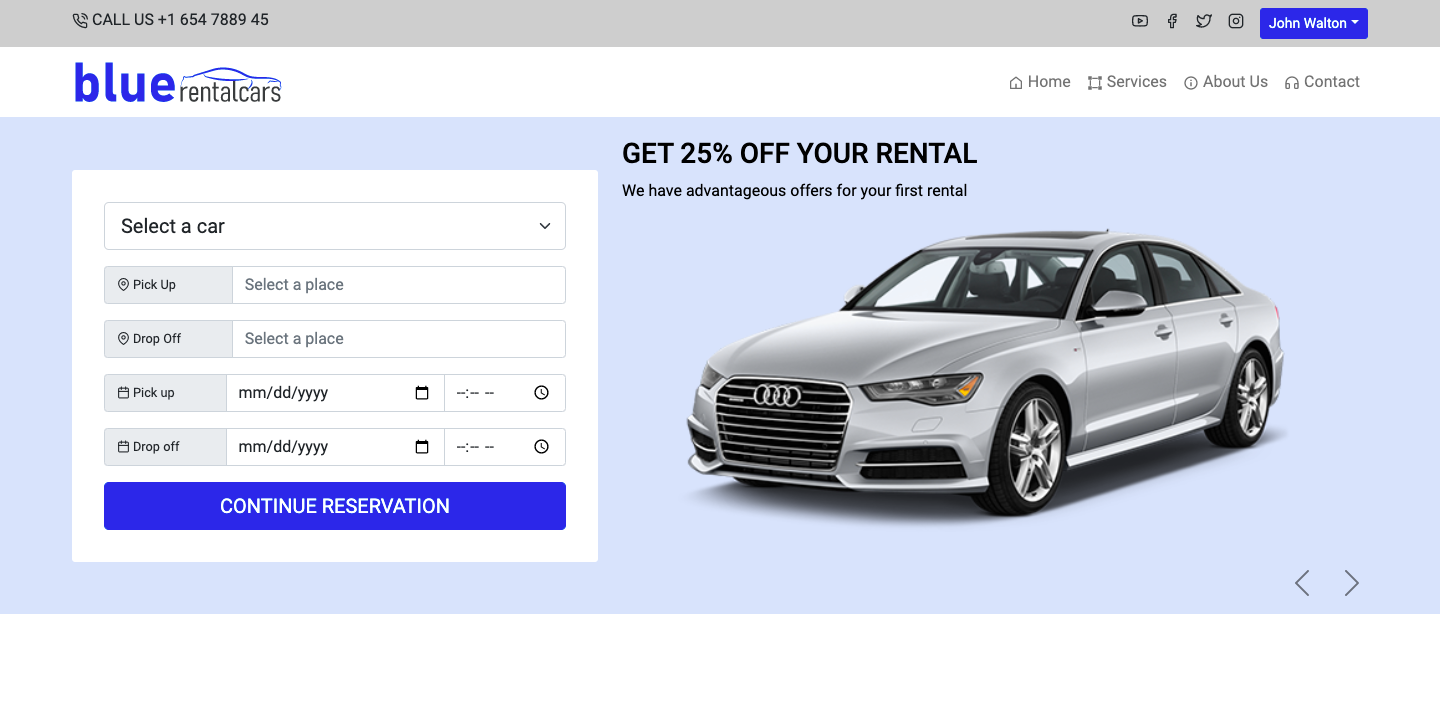 CALL US +1 654 7889 45
John Walton
blue rentalcars
Home Services About Us Contact
GET 25% OFF YOUR RENTAL
We have advantageous offers for your first rental
Select a car
Pick Up Select a place
Drop Off Select a place
Pick up mm/dd/yyyy --:-- --
Drop off mm/dd/yyyy --:-- --
CONTINUE RESERVATION